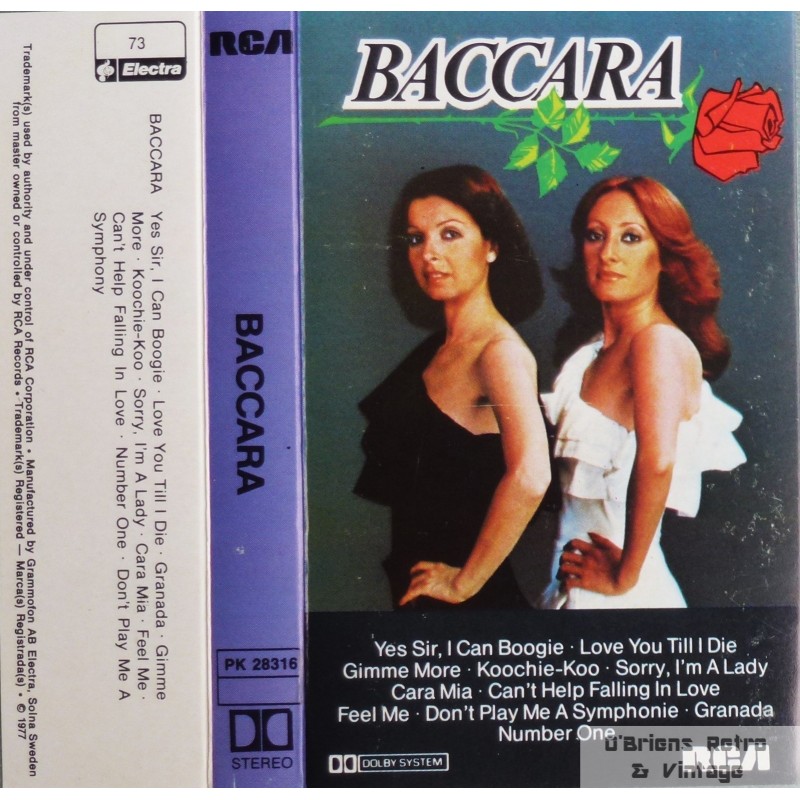 73
Electra
BACCARA Yes Sir, I Can Boogie · Love You Till I Die · Granada · Gimme
More · Koochie-Koo · Sorry, I'm A Lady · Cara Mia · Feel Me ·
Can't Help Falling In Love · Number One · Don't Play Me A
Symphony
Trademark(s) used by authority and under control of RCA Corporation • Manufactured by Grammofon AB Electra, Solna Sweden
from master owned or controlled by RCA Records • Trademark(s) Registered — Marca(s) Registrada(s) • © 1977
RCA
BACCARA
PK 28316
STEREO
BACCARA
Yes Sir, I Can Boogie · Love You Till I Die
Gimme More · Koochie-Koo · Sorry, I'm A Lady
Cara Mia · Can't Help Falling In Love
Feel Me · Don't Play Me A Symphonie · Granada
Number One
DOLBY SYSTEM
RCA
O'Briens Retro
& Vintage